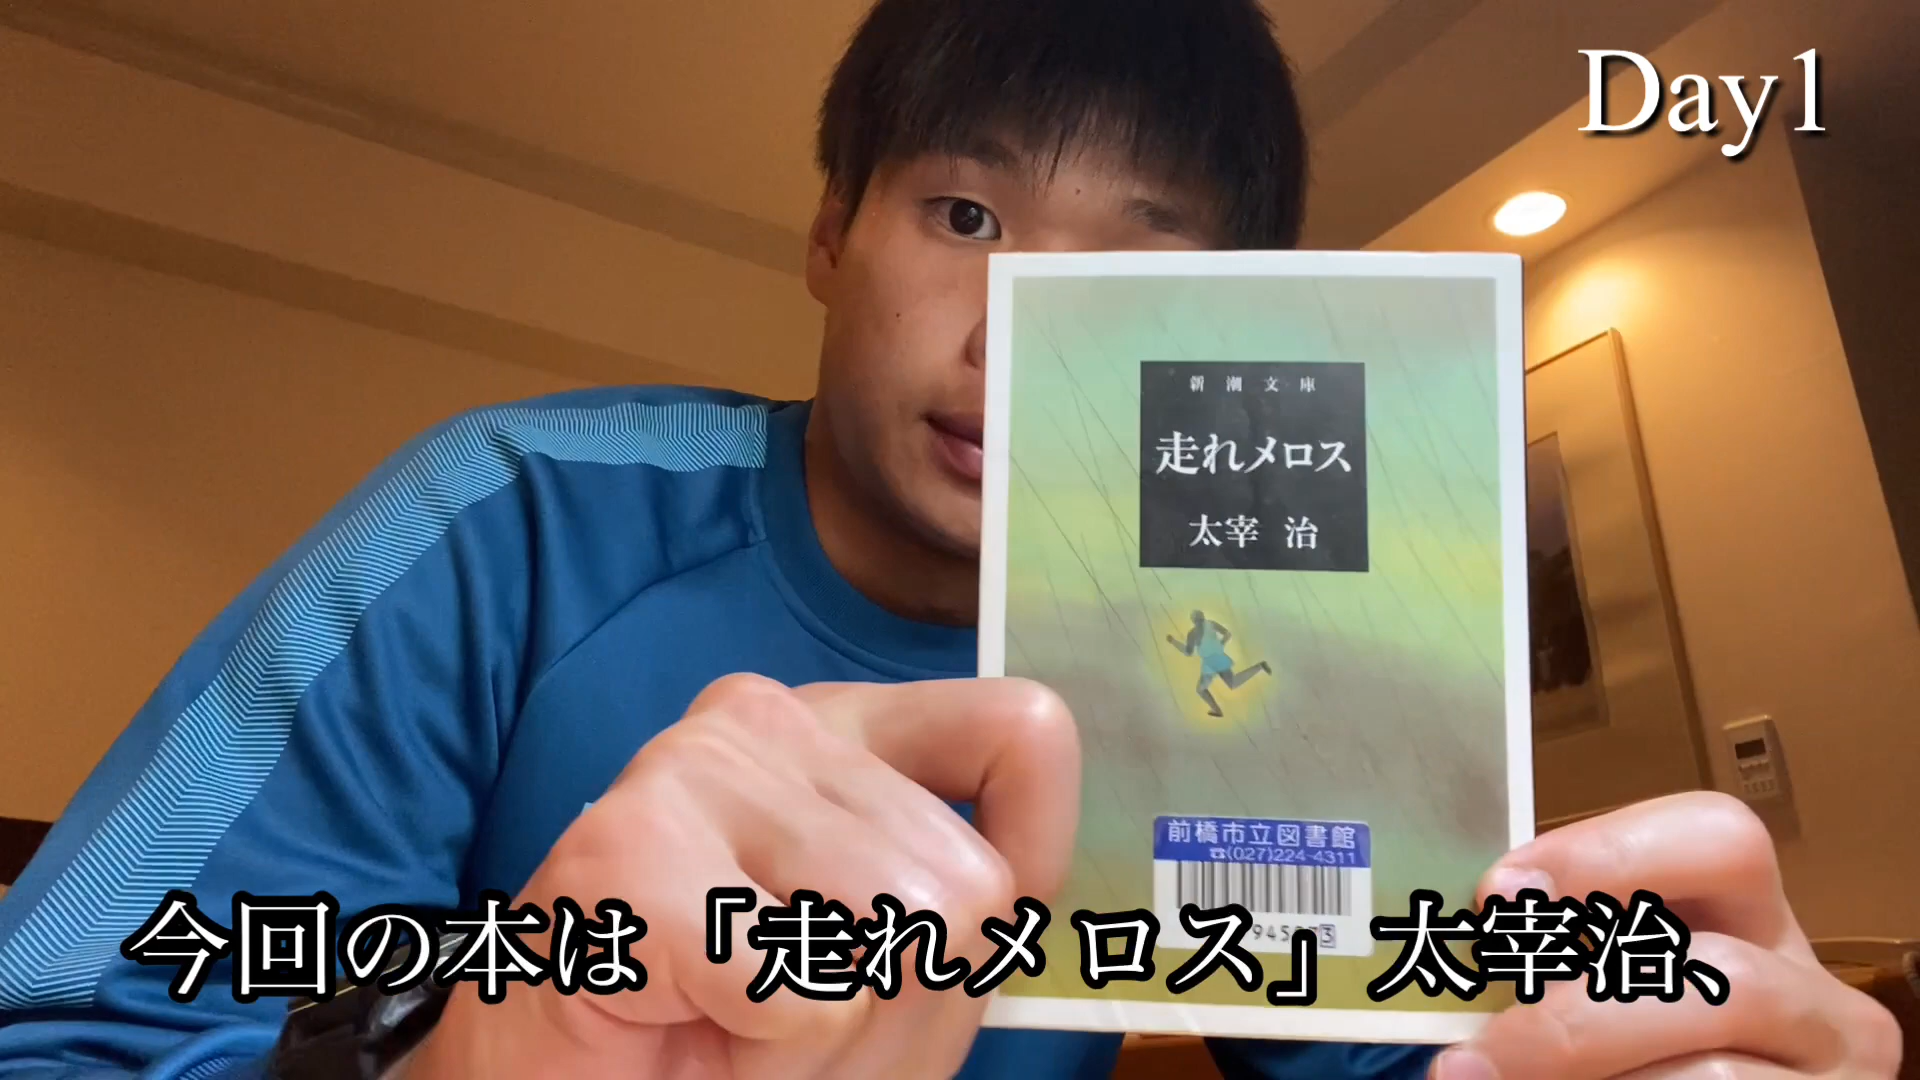 Day1
新潮文庫
走れメロス
太宰 治
前橋市立図書館
☎(027)224-4311
今回の本は「走れメロス」太宰治、